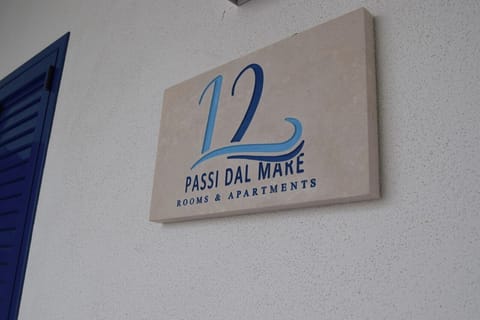 12
PASSI DAL MARE
ROOMS & APARTMENTS